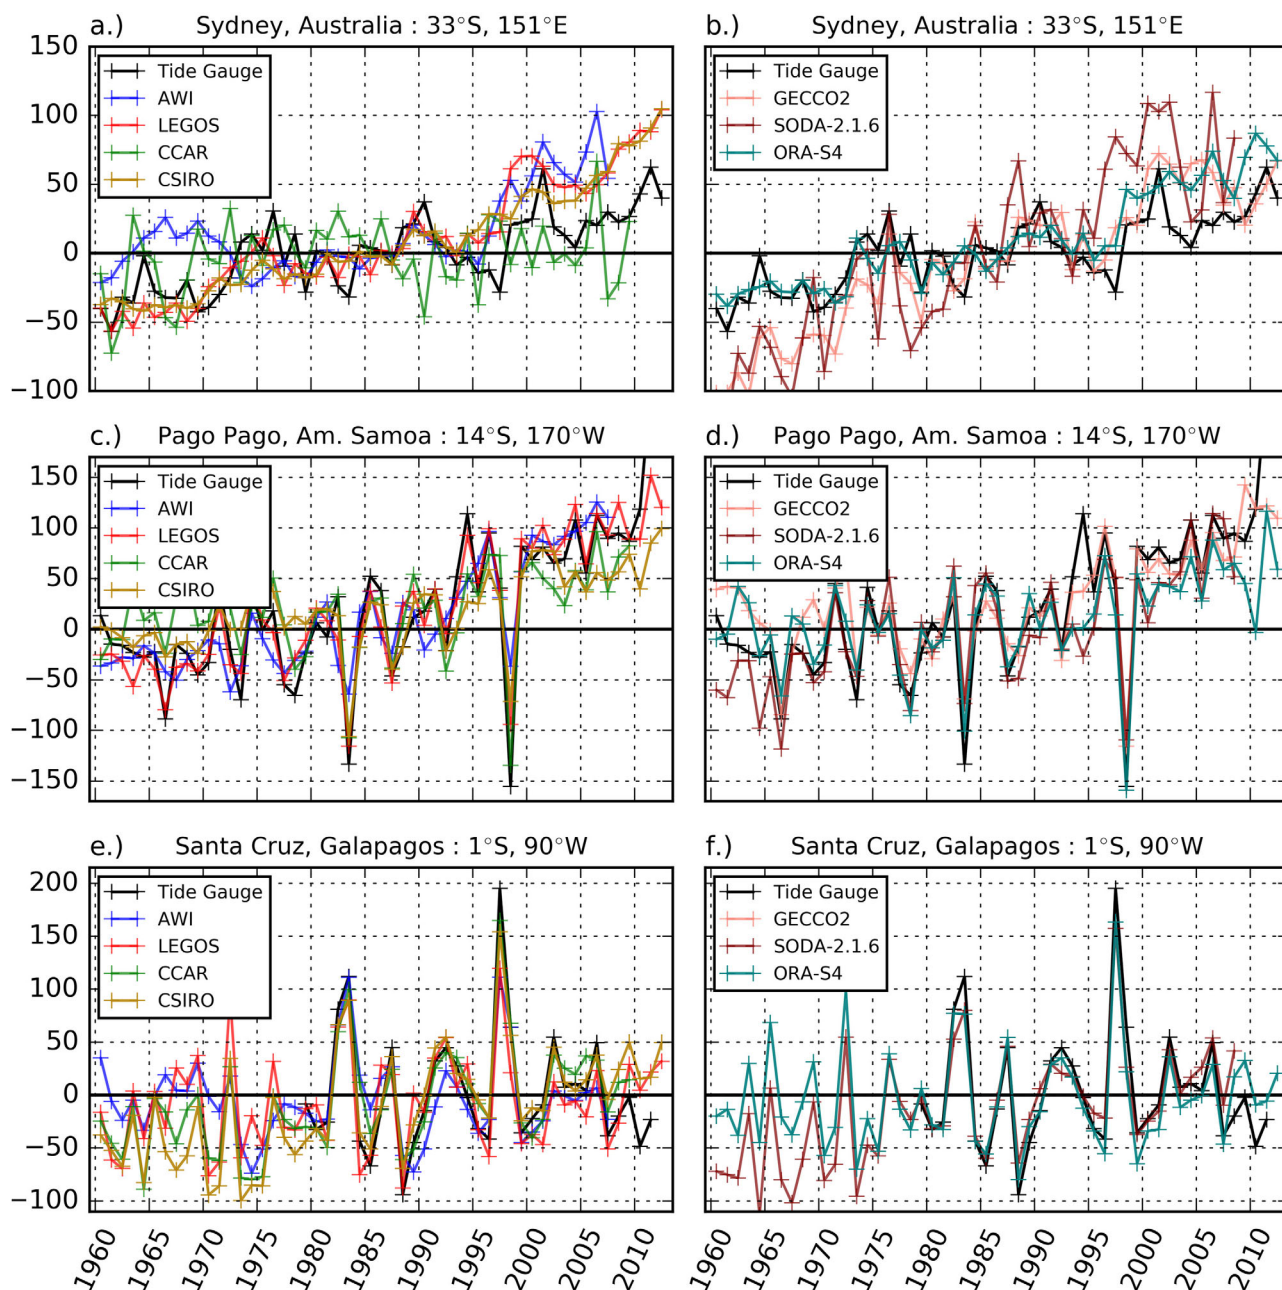 a.) Sydney, Australia : 33°S, 151°E
150
100
50
0
−50
−100
Tide Gauge
AWI
LEGOS
CCAR
CSIRO
b.) Sydney, Australia : 33°S, 151°E
Tide Gauge
GECCO2
SODA-2.1.6
ORA-S4
c.) Pago Pago, Am. Samoa : 14°S, 170°W
150
100
50
0
−50
−100
−150
Tide Gauge
AWI
LEGOS
CCAR
CSIRO
d.) Pago Pago, Am. Samoa : 14°S, 170°W
Tide Gauge
GECCO2
SODA-2.1.6
ORA-S4
e.) Santa Cruz, Galapagos : 1°S, 90°W
200
150
100
50
0
−50
−100
Tide Gauge
AWI
LEGOS
CCAR
CSIRO
1960 1965 1970 1975 1980 1985 1990 1995 2000 2005 2010
f.) Santa Cruz, Galapagos : 1°S, 90°W
Tide Gauge
GECCO2
SODA-2.1.6
ORA-S4
1960 1965 1970 1975 1980 1985 1990 1995 2000 2005 2010